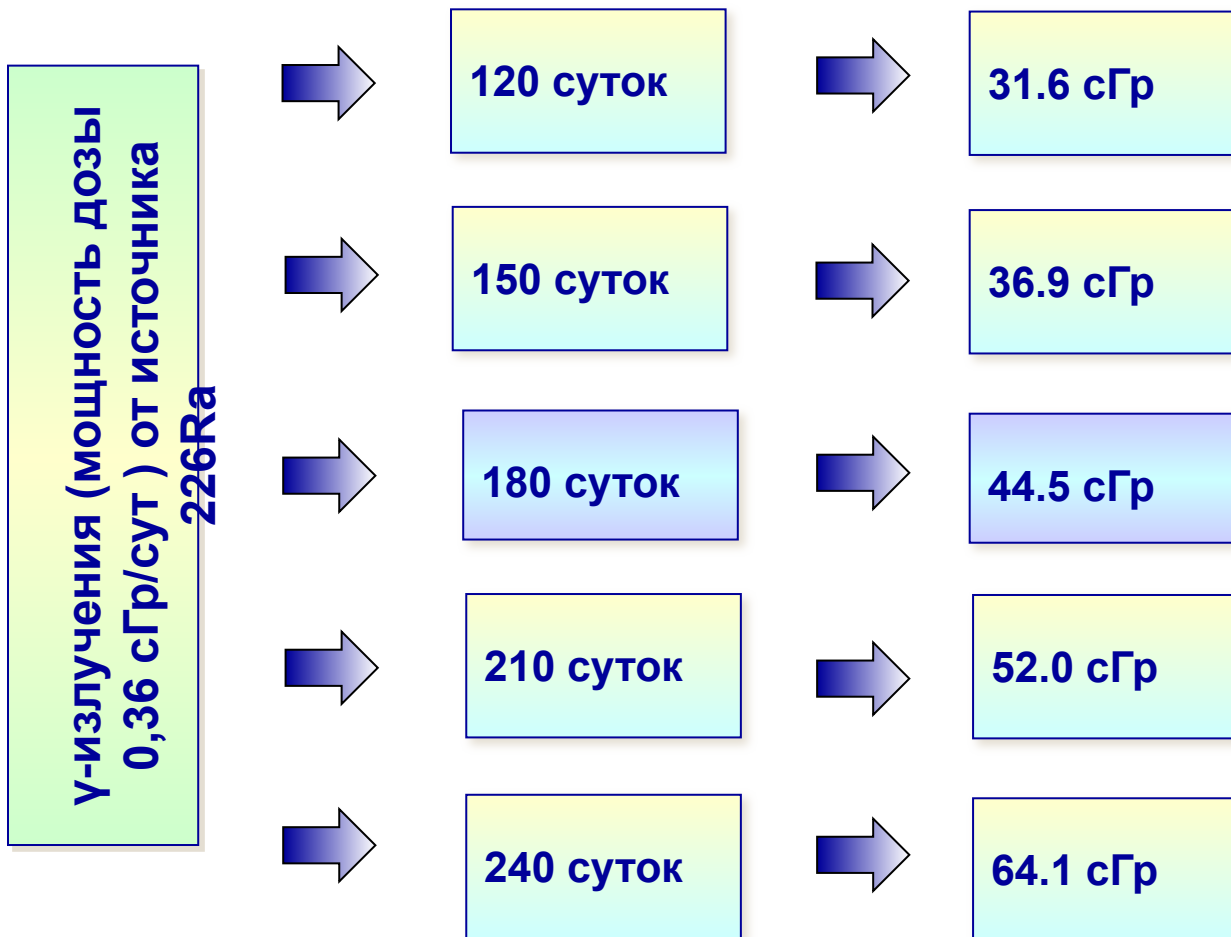 γ-излучения (мощность дозы
0,36 сГр/сут ) от источника
226Ra
120 суток
31.6 сГр
150 суток
36.9 сГр
180 суток
44.5 сГр
210 суток
52.0 сГр
240 суток
64.1 сГр